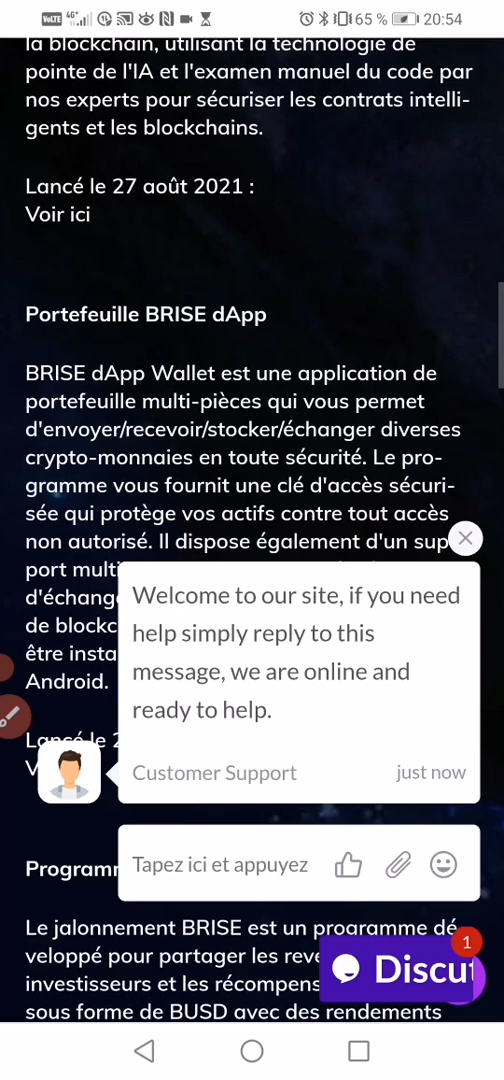 VoLTE 4G+ 65 % 20:54
la blockchain, utilisant la technologie de
pointe de l'IA et l'examen manuel du code par
nos experts pour sécuriser les contrats intelli-
gents et les blockchains.
Lancé le 27 août 2021 :
Voir ici
Portefeuille BRISE dApp
BRISE dApp Wallet est une application de
portefeuille multi-pièces qui vous permet
d'envoyer/recevoir/stocker/échanger diverses
crypto-monnaies en toute sécurité. Le pro-
gramme vous fournit une clé d'accès sécuri-
sée qui protège vos actifs contre tout accès
non autorisé. Il dispose également d'un sup
port mult
d'échang
de blockc
être insta
Android.
Welcome to our site, if you need
help simply reply to this
message, we are online and
ready to help.
Customer Support just now
Tapez ici et appuyez
Programm
Le jalonnement BRISE est un programme dé
veloppé pour partager les reve
investisseurs et les récompens
sous forme de BUSD avec des rendements
1
Discut